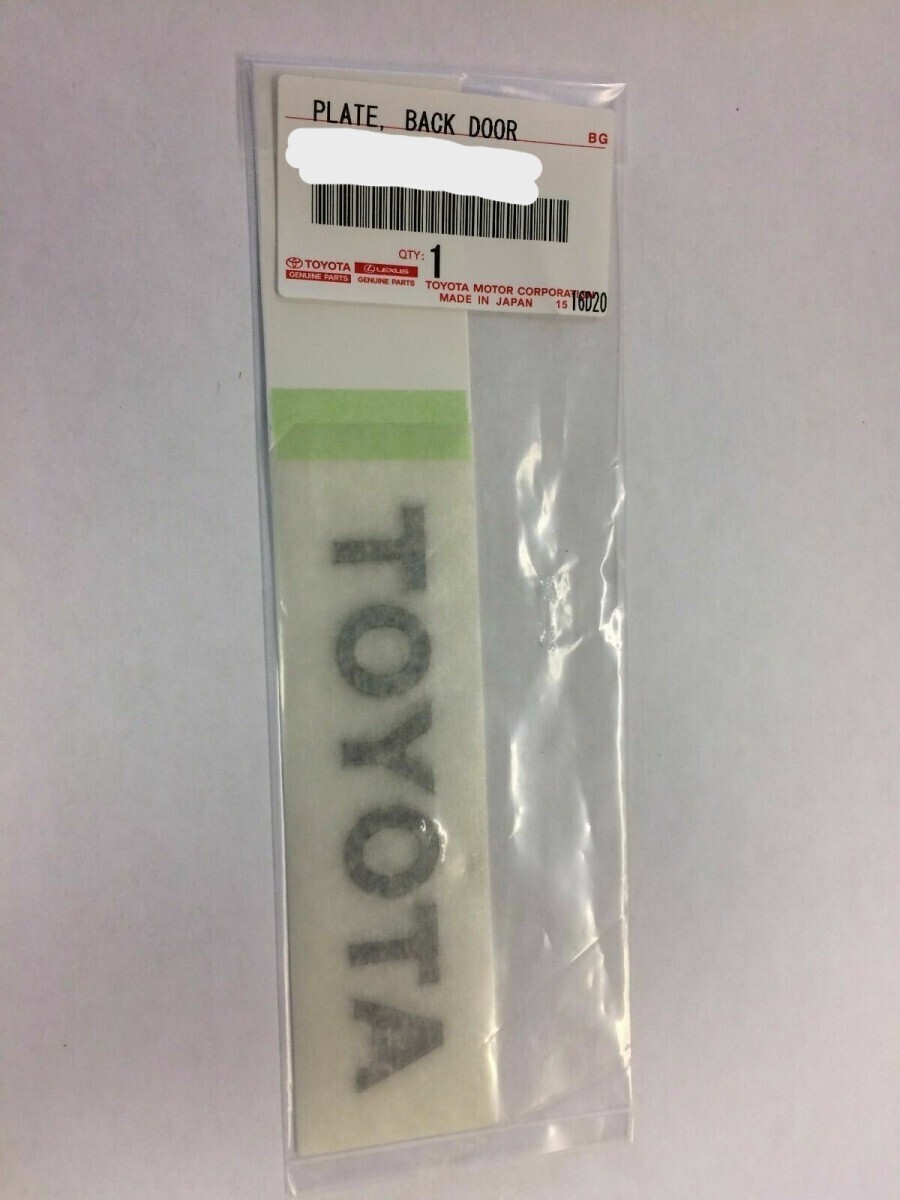 PLATE, BACK DOOR
BG
QTY: 1
TOYOTA
GENUINE PARTS
LEXUS
GENUINE PARTS
TOYOTA MOTOR CORPORATION
MADE IN JAPAN 15 16D20
TOYOTA